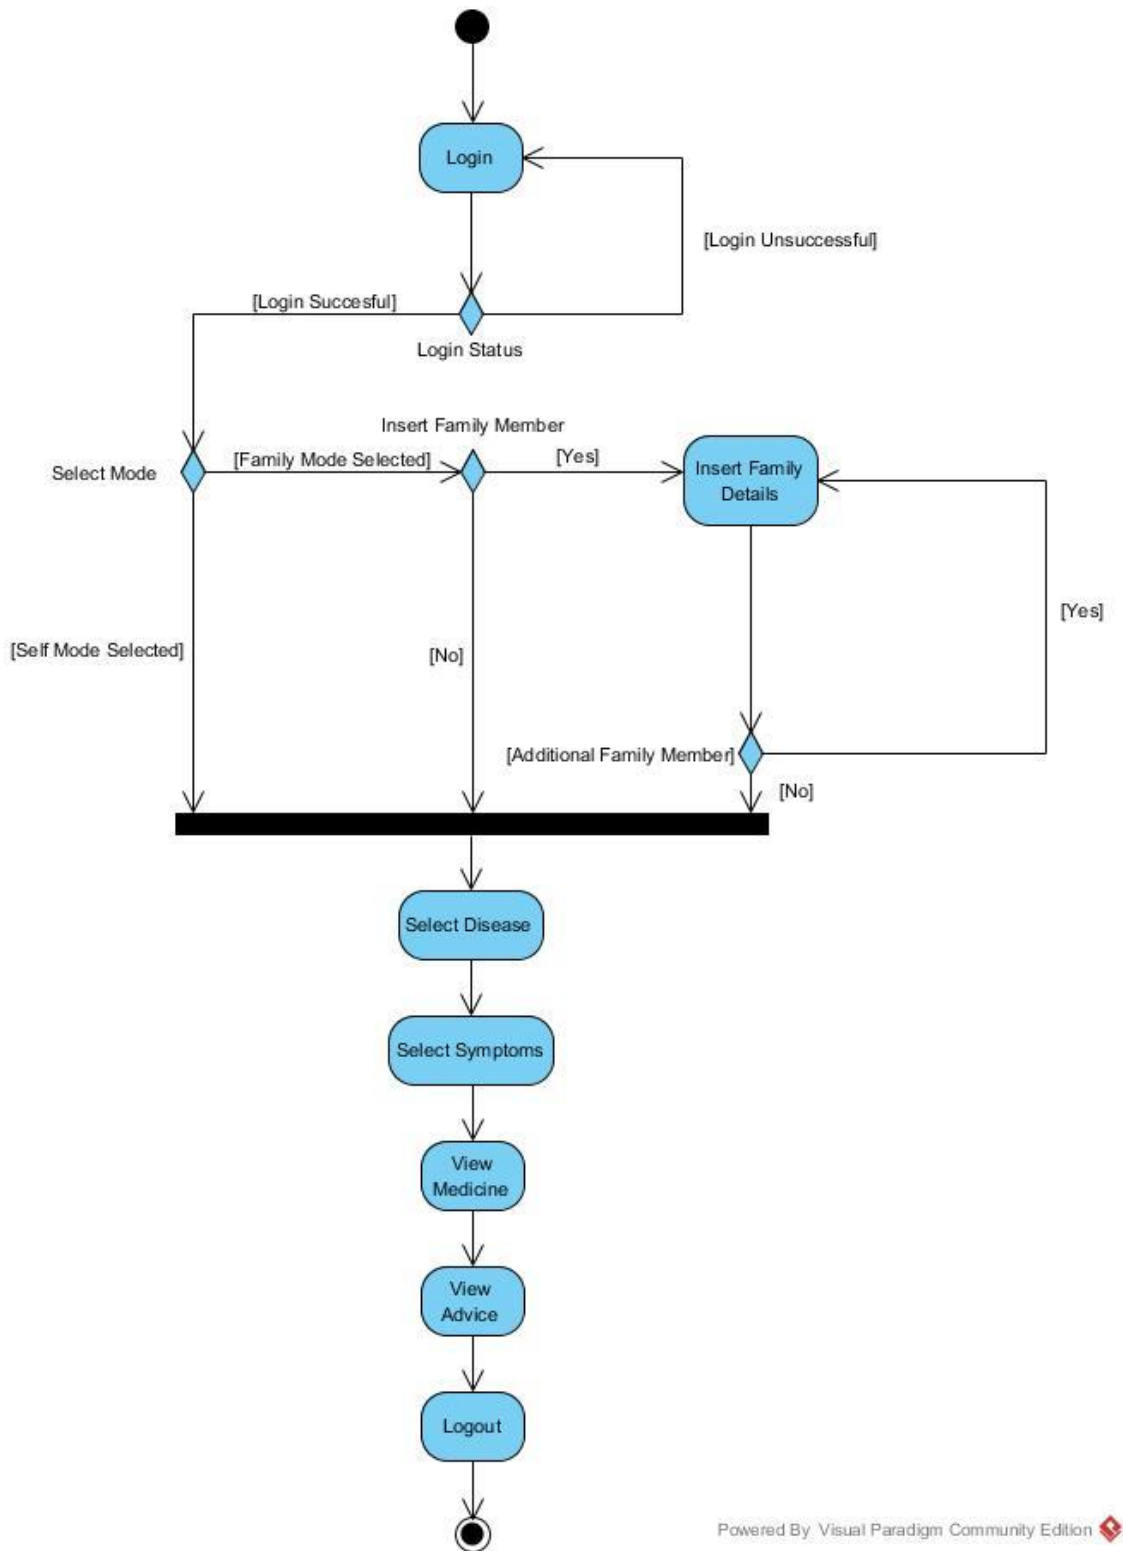 Login
[Login Unsuccessful]
[Login Succesful]
Login Status
Insert Family Member
Select Mode
[Family Mode Selected]
[Yes]
Insert Family
Details
[Yes]
[Self Mode Selected]
[No]
[Additional Family Member]
[No]
Select Disease
Select Symptoms
View
Medicine
View
Advice
Logout
Powered By Visual Paradigm Community Edition